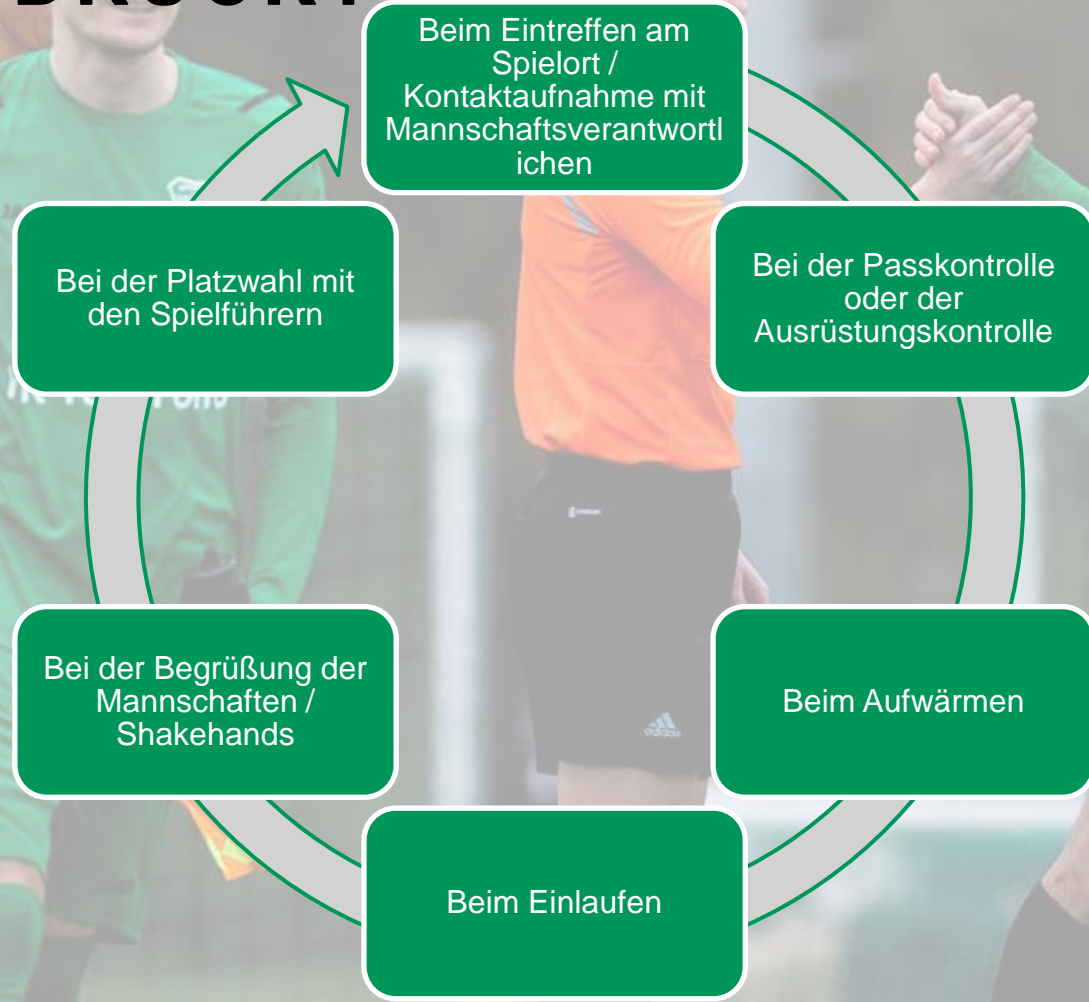 Beim Eintreffen am
Spielort /
Kontaktaufnahme mit
Mannschaftsverantwortl
ichen
Bei der Passkontrolle
oder der
Ausrüstungskontrolle
Beim Aufwärmen
Beim Einlaufen
Bei der Begrüßung der
Mannschaften /
Shakehands
Bei der Platzwahl mit
den Spielführern
adidas